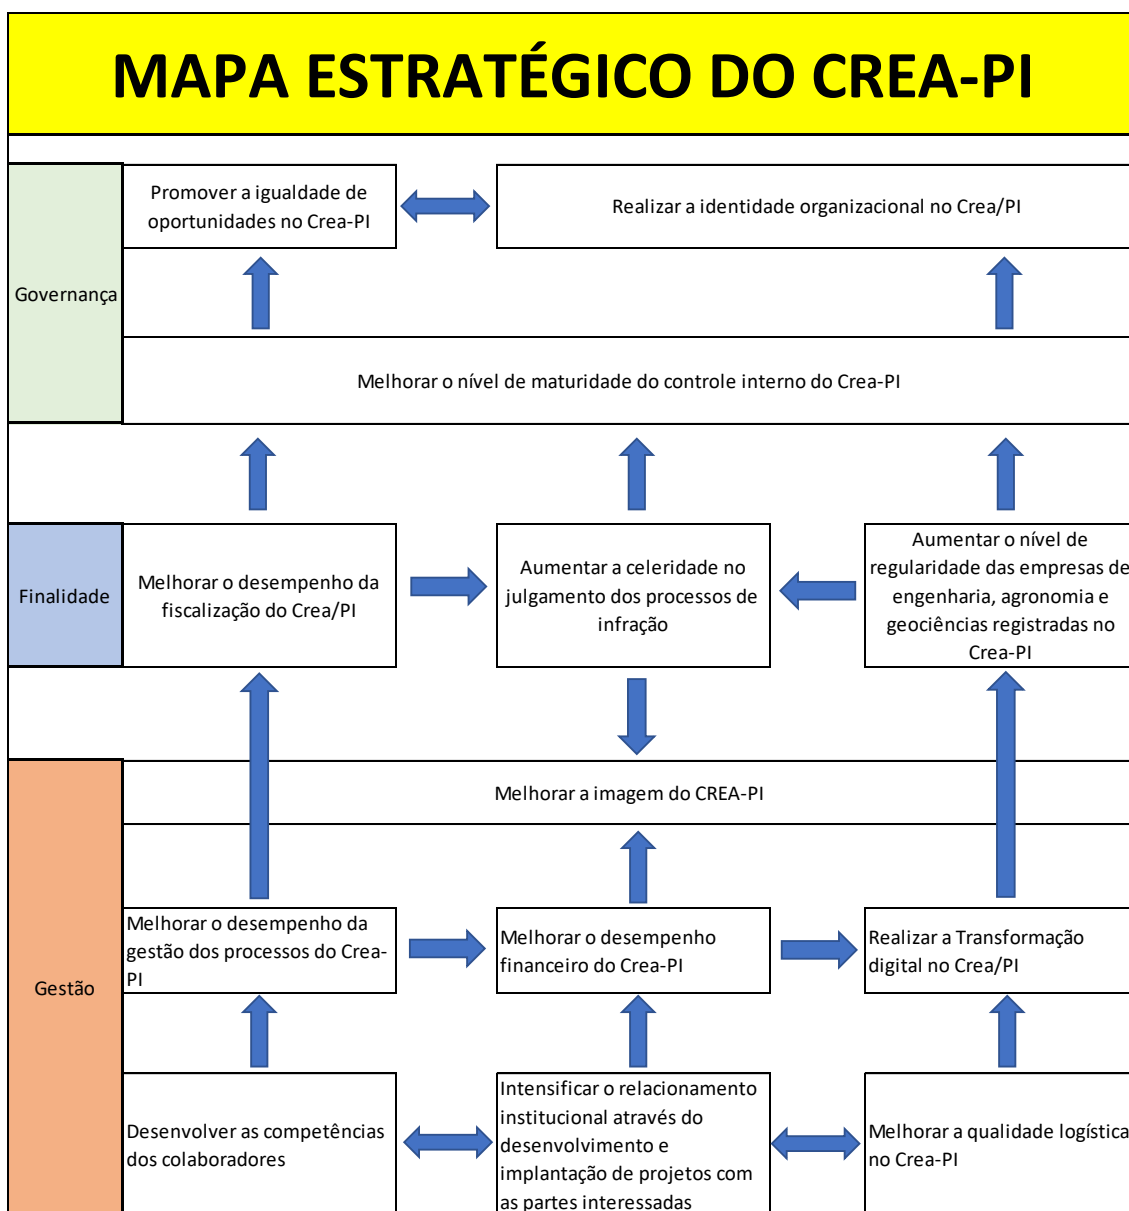 MAPA ESTRATÉGICO DO CREA-PI
Governança
Promover a igualdade de
oportunidades no Crea-PI
Realizar a identidade organizacional no Crea/PI
Melhorar o nível de maturidade do controle interno do Crea-PI
Finalidade
Melhorar o desempenho da
fiscalização do Crea/PI
Aumentar a celeridade no
julgamento dos processos de
infração
Aumentar o nível de
regularidade das empresas de
engenharia, agronomia e
geociências registradas no
Crea-PI
Gestão
Melhorar a imagem do CREA-PI
Melhorar o desempenho da
gestão dos processos do Crea-
PI
Melhorar o desempenho
financeiro do Crea-PI
Realizar a Transformação
digital no Crea/PI
Desenvolver as competências
dos colaboradores
Intensificar o relacionamento
institucional através do
desenvolvimento e
implantação de projetos com
as partes interessadas
Melhorar a qualidade logística
no Crea-PI